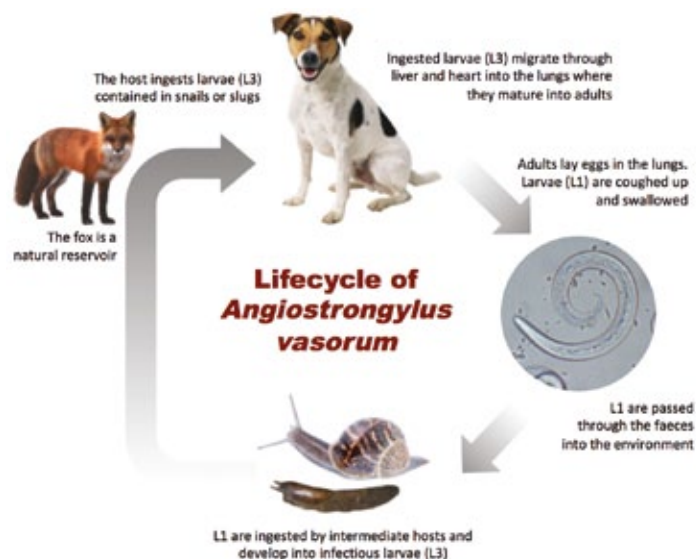 The host ingests larvae (L3)
contained in snails or slugs
Ingested larvae (L3) migrate through
liver and heart into the lungs where
they mature into adults
The fox is a
natural reservoir
Adults lay eggs in the lungs.
Larvae (L1) are coughed up
and swallowed
Lifecycle of
Angiostrongylus
vasorum
L1 are passed
through the faeces
into the environment
L1 are ingested by intermediate hosts and
develop into infectious larvae (L3)